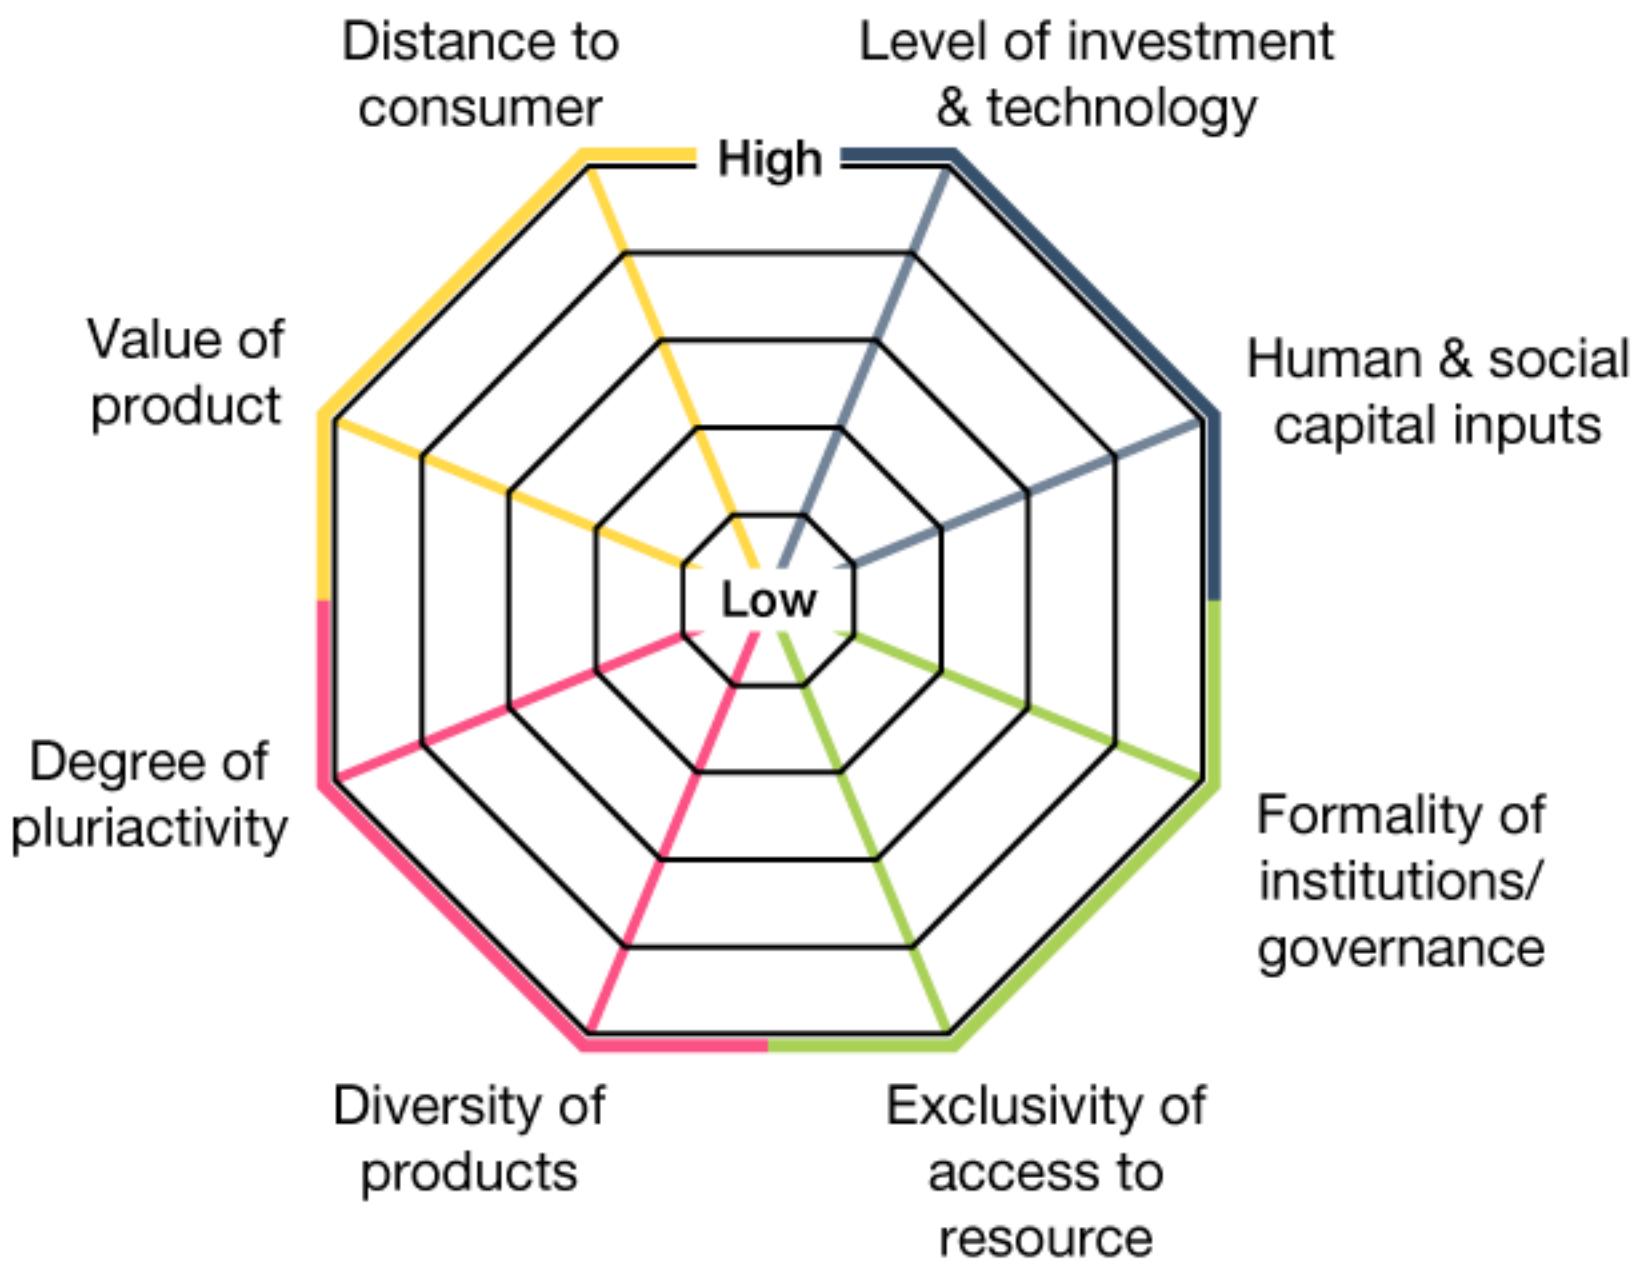 Distance to
consumer
Level of investment
& technology
High
Value of
product
Human & social
capital inputs
Low
Degree of
pluriactivity
Formality of
institutions/
governance
Diversity of
products
Exclusivity of
access to
resource